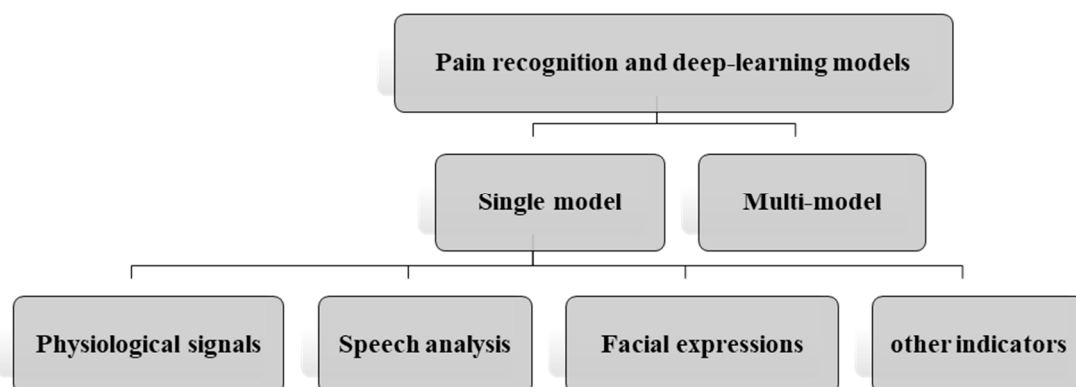 Pain recognition and deep-learning models
Single model
Multi-model
Physiological signals
Speech analysis
Facial expressions
other indicators